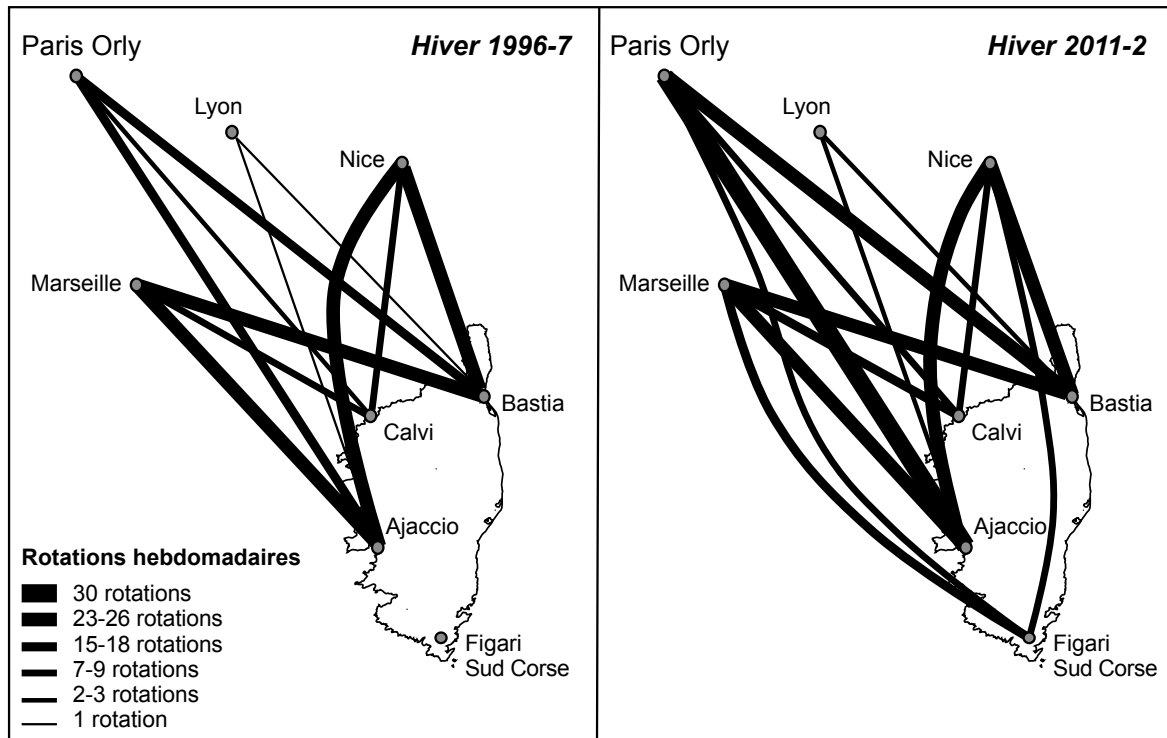 Paris Orly
Hiver 1996-7
Lyon
Nice
Marseille
Bastia
Calvi
Ajaccio
Figari
Sud Corse
Rotations hebdomadaires
30 rotations
23-26 rotations
15-18 rotations
7-9 rotations
2-3 rotations
1 rotation
Paris Orly
Hiver 2011-2
Lyon
Nice
Marseille
Bastia
Calvi
Ajaccio
Figari
Sud Corse